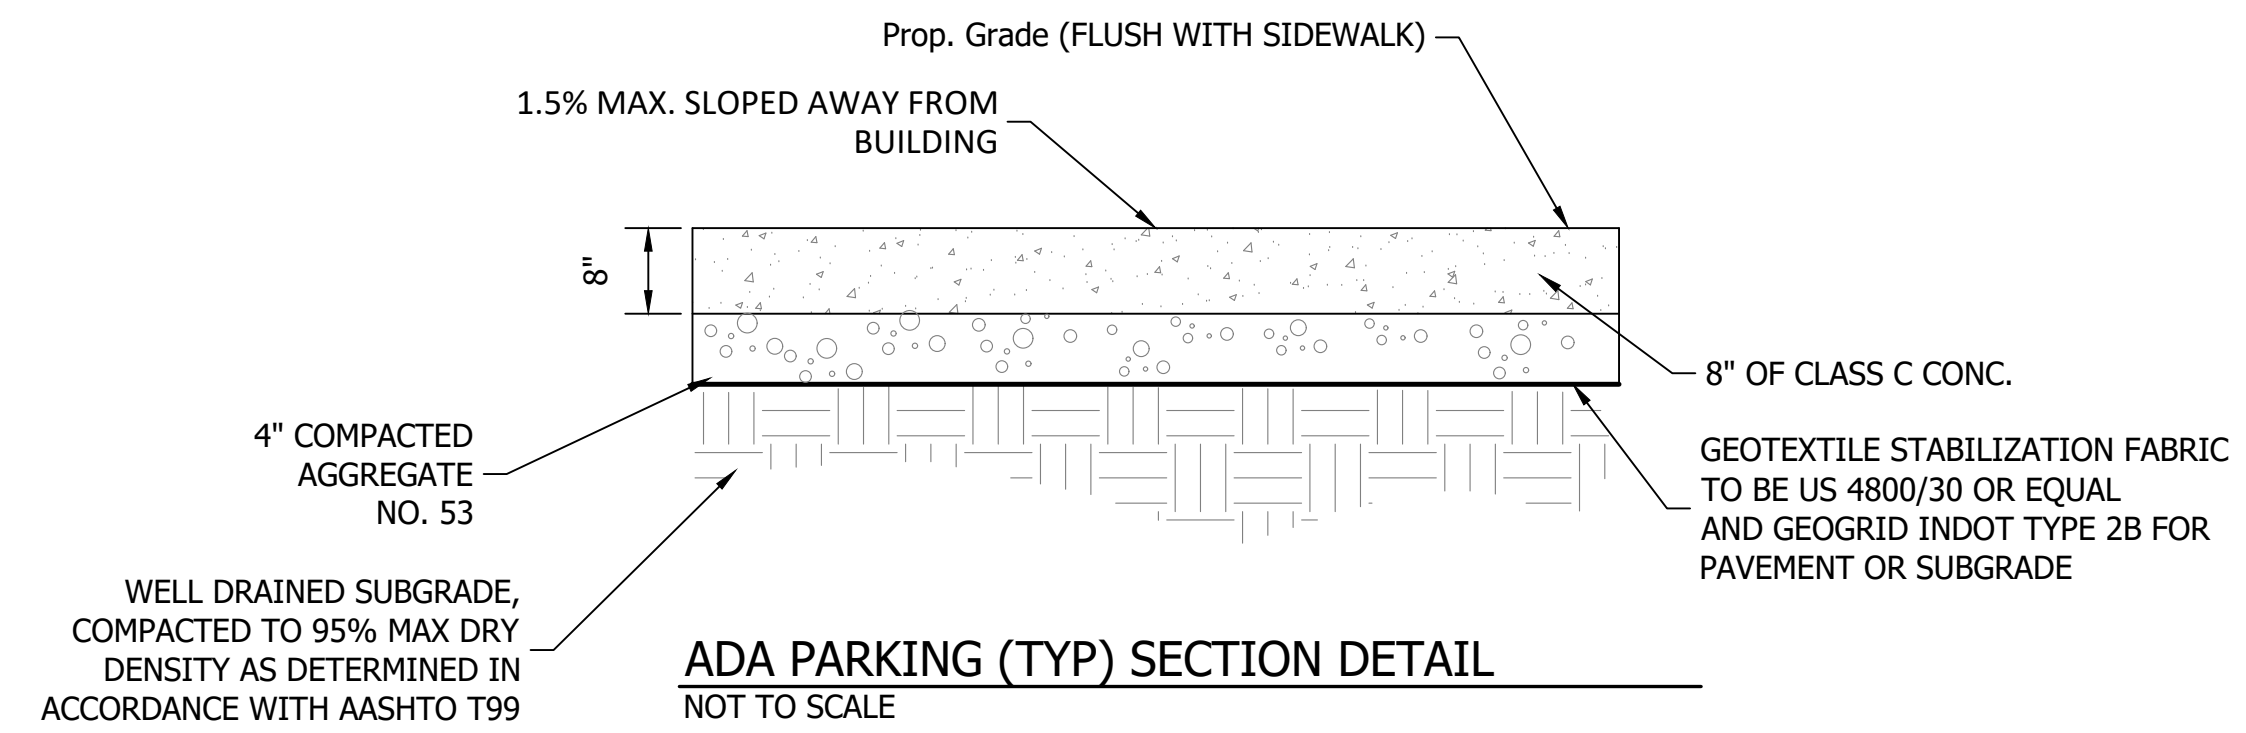 Prop. Grade (FLUSH WITH SIDEWALK)
1.5% MAX. SLOPED AWAY FROM
BUILDING
8"
8" OF CLASS C CONC.
4" COMPACTED
AGGREGATE
NO. 53
GEOTEXTILE STABILIZATION FABRIC
TO BE US 4800/30 OR EQUAL
AND GEOGRID INDOT TYPE 2B FOR
PAVEMENT OR SUBGRADE
WELL DRAINED SUBGRADE,
COMPACTED TO 95% MAX DRY
DENSITY AS DETERMINED IN
ACCORDANCE WITH AASHTO T99
ADA PARKING (TYP) SECTION DETAIL
NOT TO SCALE